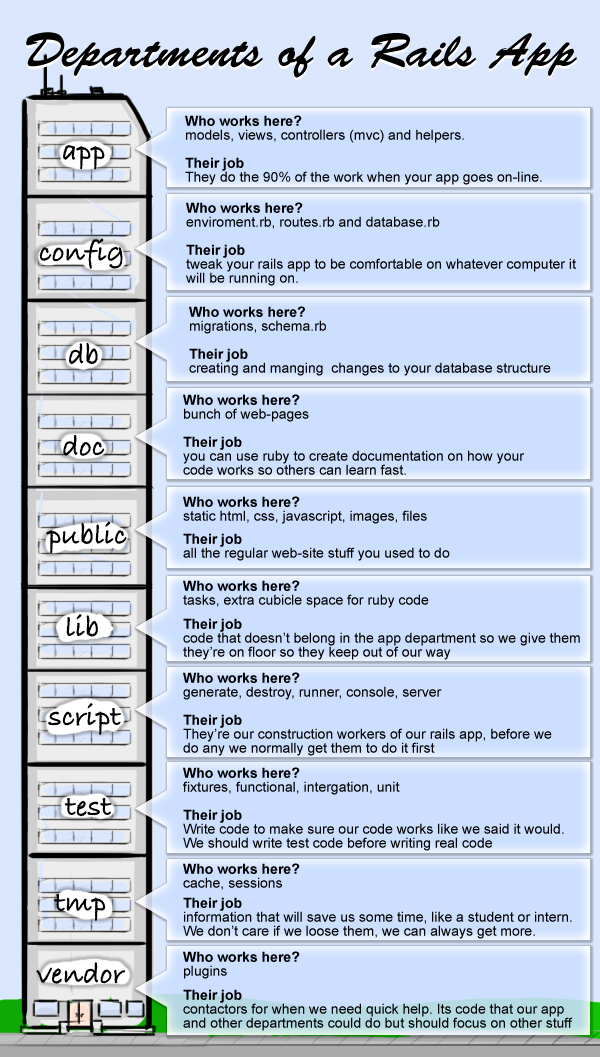 Departments of a Rails App
app
Who works here?
models, views, controllers (mvc) and helpers.
Their job
They do the 90% of the work when your app goes on-line.
config
Who works here?
enviroment.rb, routes.rb and database.rb
Their job
tweak your rails app to be comfortable on whatever computer it
will be running on.
db
Who works here?
migrations, schema.rb
Their job
creating and manging changes to your database structure
doc
Who works here?
bunch of web-pages
Their job
you can use ruby to create documentation on how your
code works so others can learn fast.
public
Who works here?
static html, css, javascript, images, files
Their job
all the regular web-site stuff you used to do
lib
Who works here?
tasks, extra cubicle space for ruby code
Their job
code that doesn't belong in the app department so we give them
they're on floor so they keep out of our way
script
Who works here?
generate, destroy, runner, console, server
Their job
They're our construction workers of our rails app, before we
do any we normally get them to do it first
test
Who works here?
fixtures, functional, intergation, unit
Their job
Write code to make sure our code works like we said it would.
We should write test code before writing real code
tmp
Who works here?
cache, sessions
Their job
information that will save us some time, like a student or intern.
We don't care if we loose them, we can always get more.
vendor
Who works here?
plugins
Their job
contactors for when we need quick help. Its code that our app
and other departments could do but should focus on other stuff